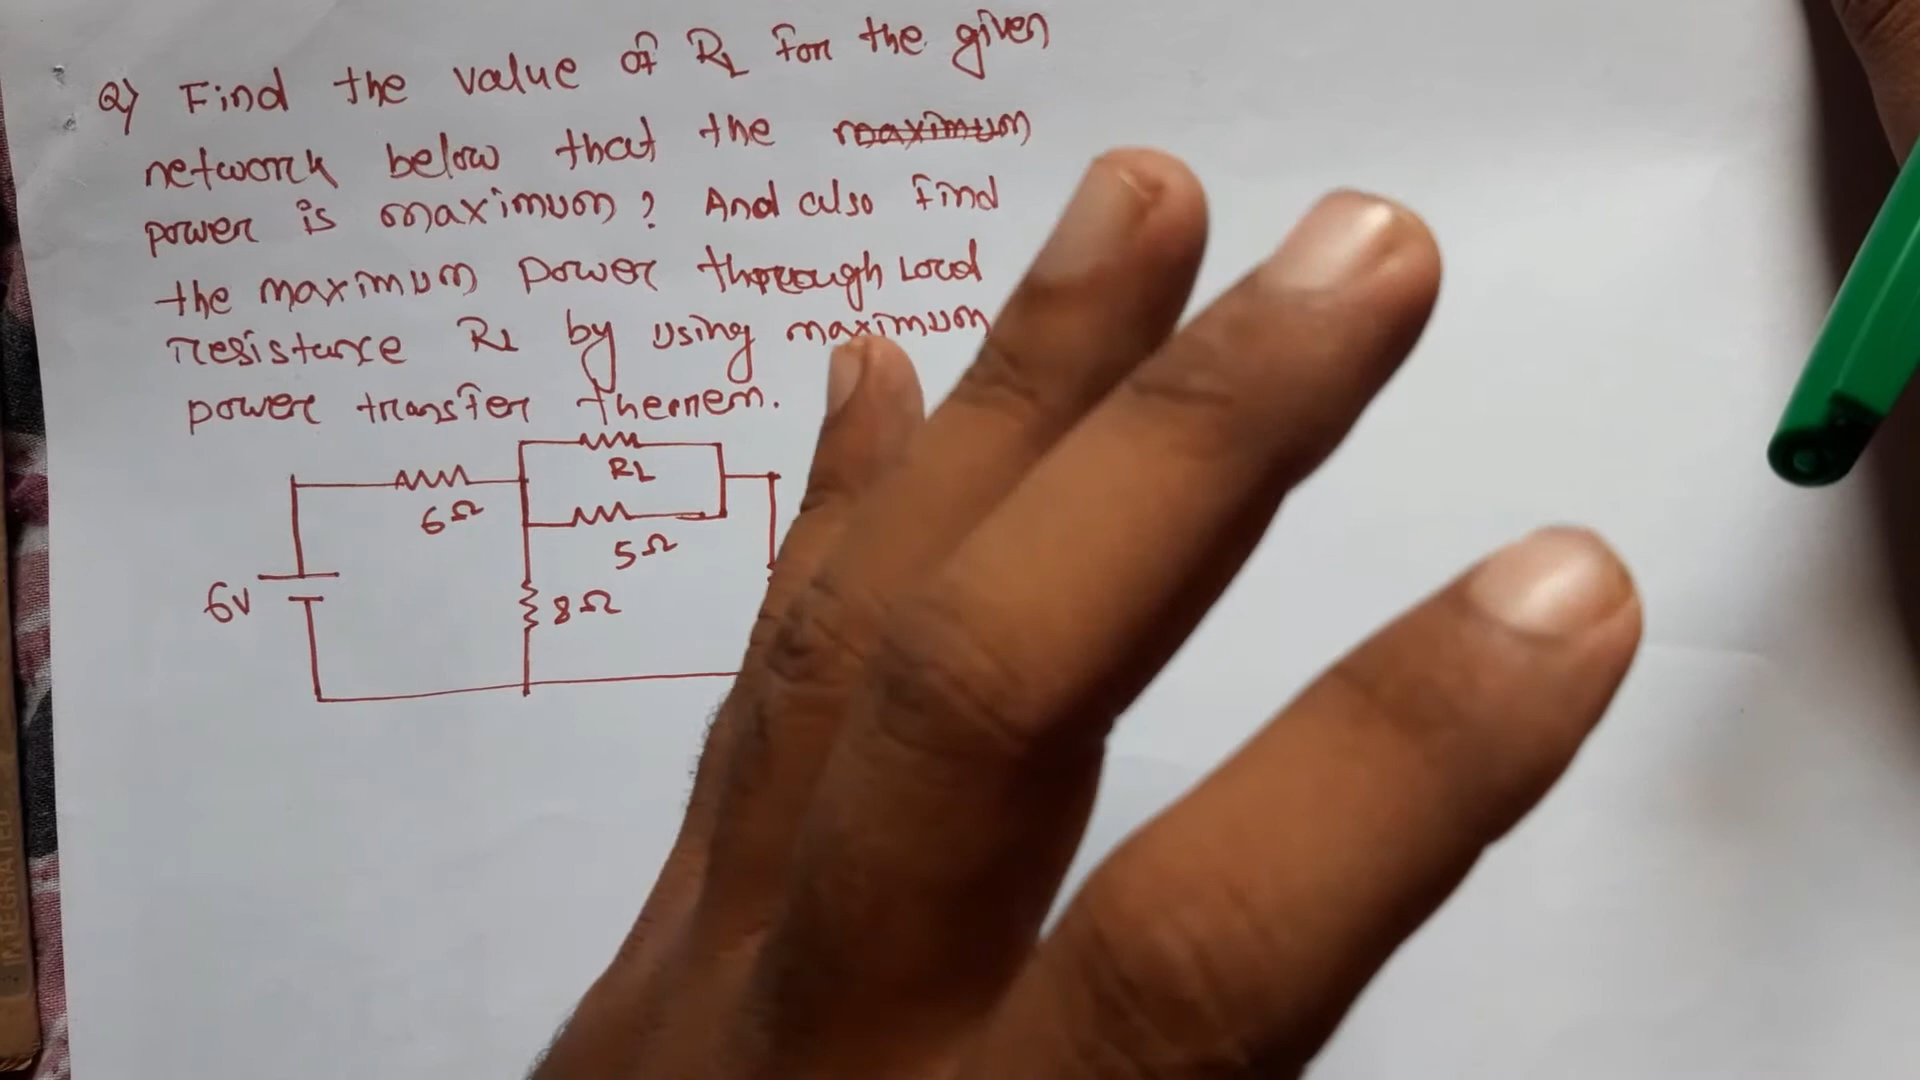 Q) Find the value of RL for the given
network below that the maximum
power is maximum? And also find
the maximum power through Load
resistance RL by using maximum
power transfer theorem.
RL
6Ω
5Ω
6V
8Ω
INTEGRATED